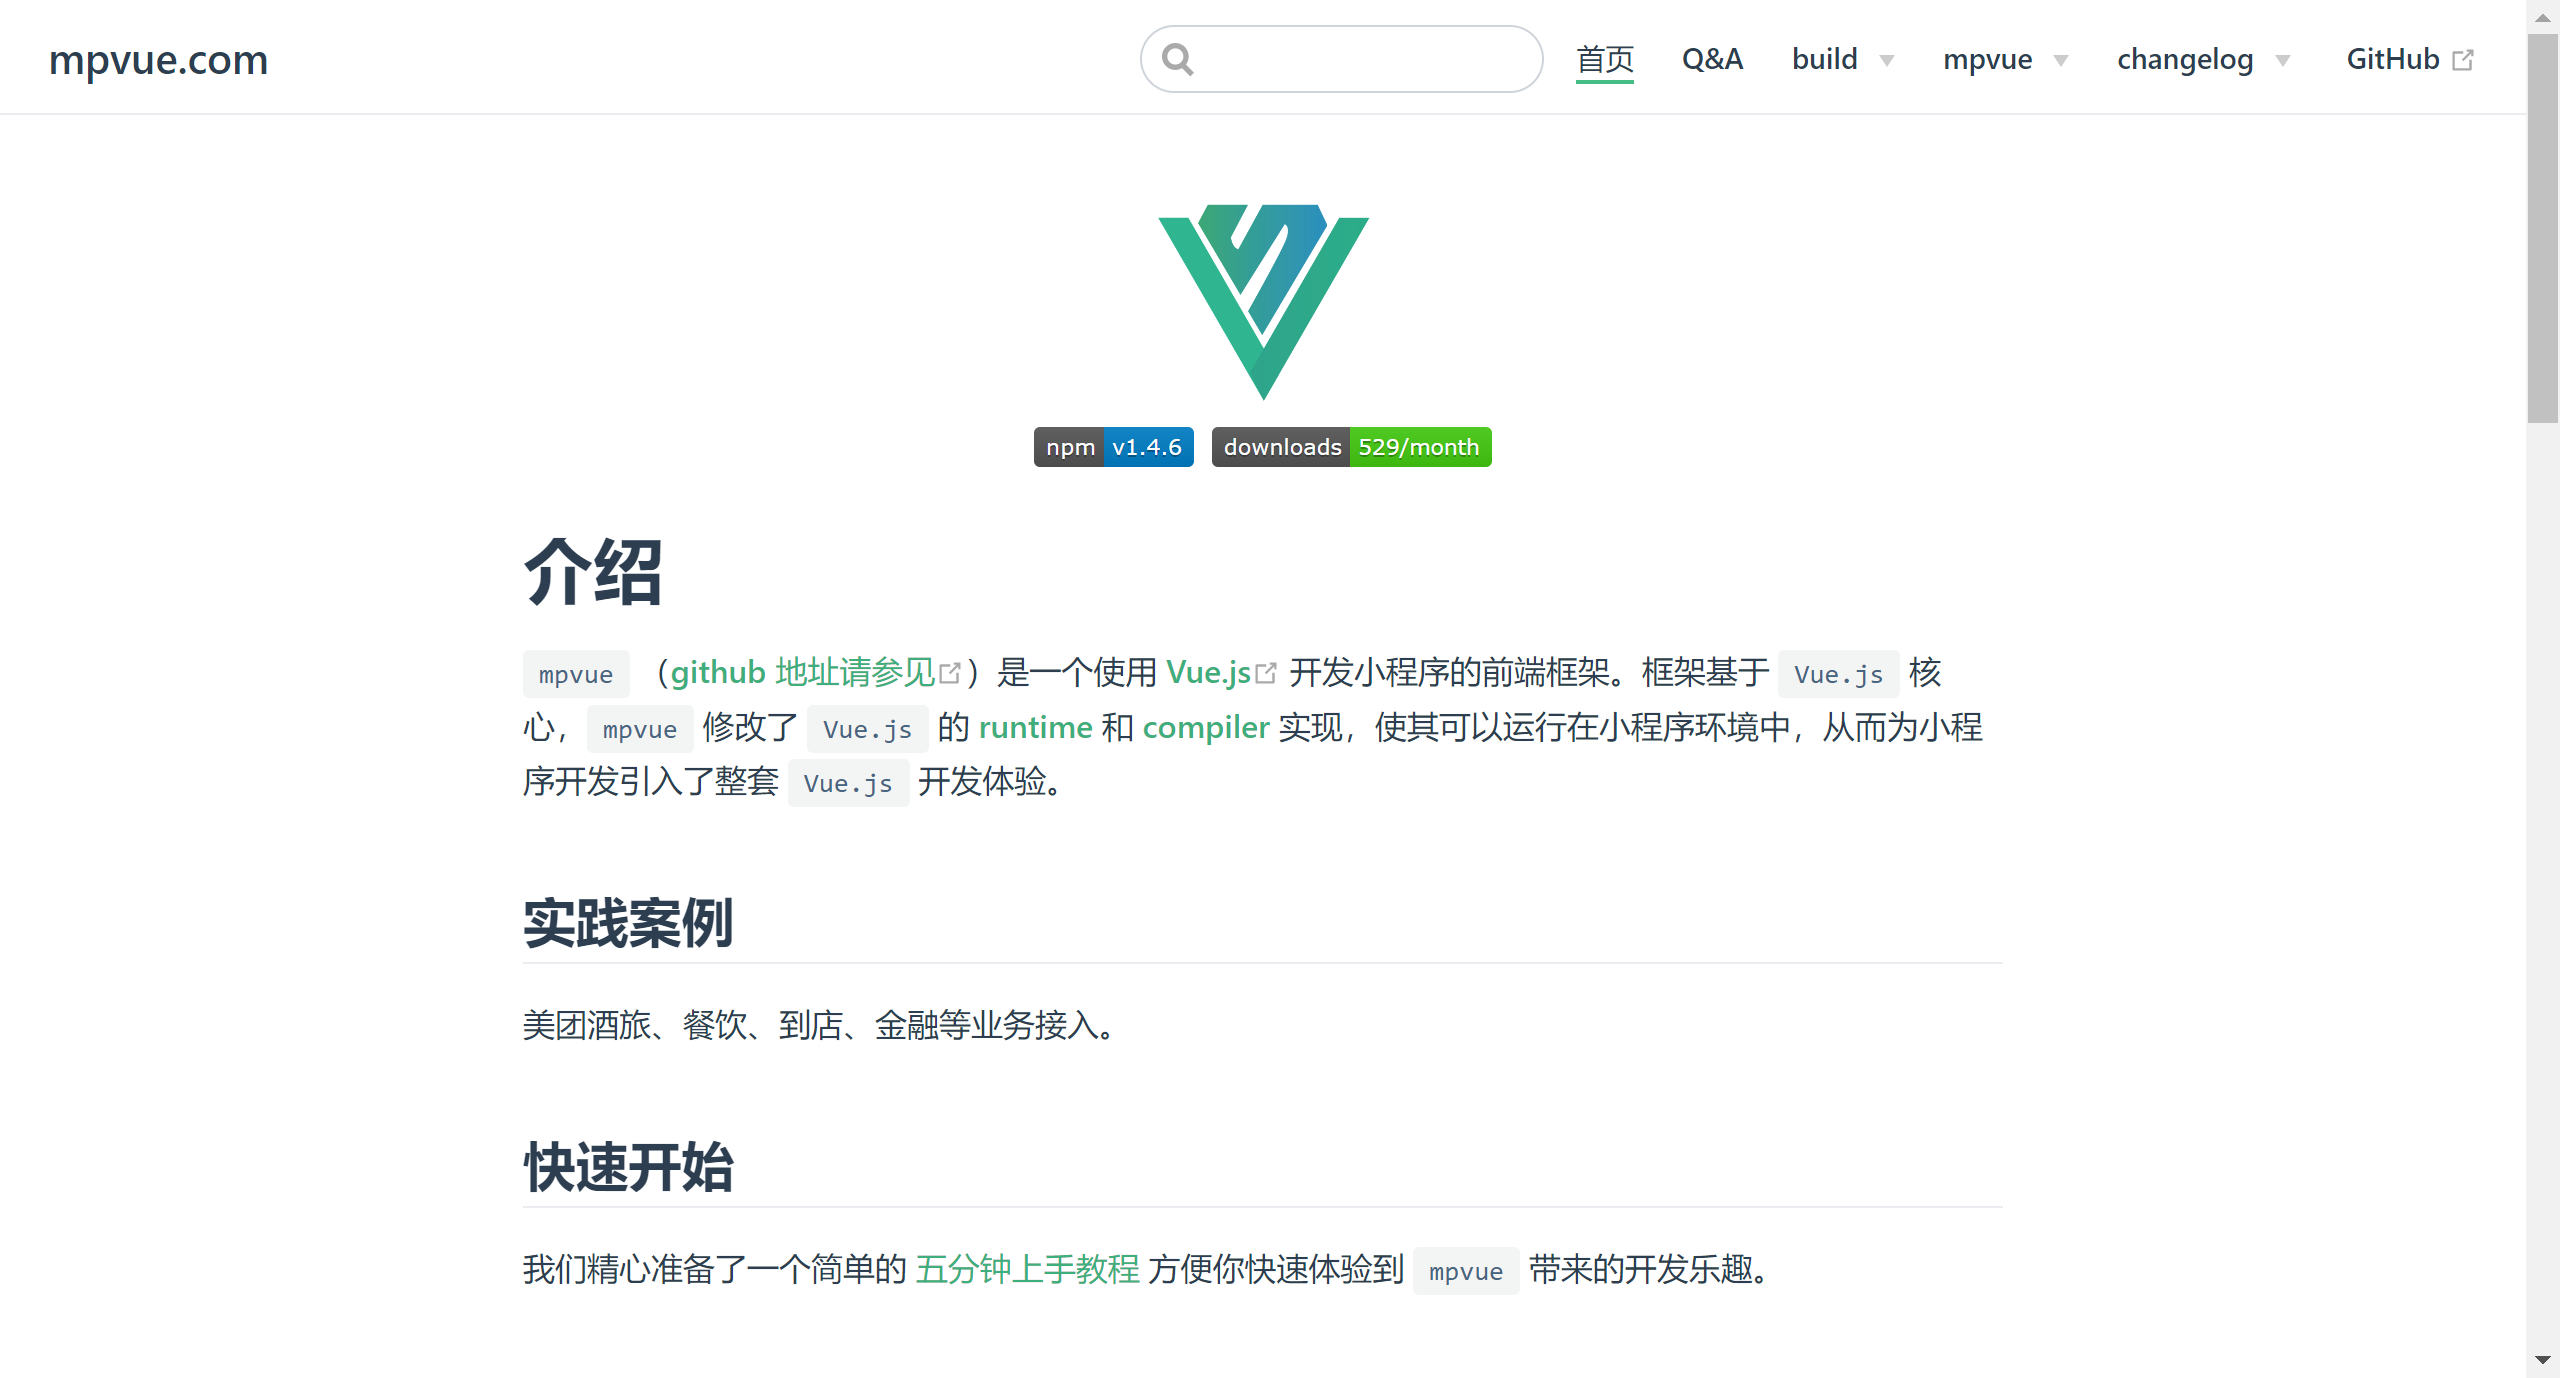 mpvue.com
首页 Q&A build mpvue changelog GitHub
npm v1.4.6 downloads 529/month
介绍
mpvue （github 地址请参见）是一个使用 Vue.js 开发小程序的前端框架。框架基于 Vue.js 核
心，mpvue 修改了 Vue.js 的 runtime 和 compiler 实现，使其可以运行在小程序环境中，从而为小程
序开发引入了整套 Vue.js 开发体验。
实践案例
美团酒旅、餐饮、到店、金融等业务接入。
快速开始
我们精心准备了一个简单的 五分钟上手教程 方便你快速体验到 mpvue 带来的开发乐趣。